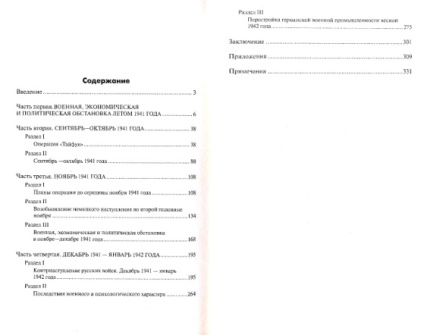 Содержание
Введение 3
Часть первая. ВОЕННАЯ, ЭКОНОМИЧЕСКАЯ
И ПОЛИТИЧЕСКАЯ ОБСТАНОВКА ЛЕТОМ 1941 ГОДА 6
Часть вторая. СЕНТЯБРЬ—ОКТЯБРЬ 1941 ГОДА 38
Раздел I
Операция «Тайфун» 38
Раздел II
Сентябрь—октябрь 1941 года 88
Часть третья. НОЯБРЬ 1941 ГОДА 108
Раздел I
Планы операции до середины ноября 1941 года 108
Раздел II
Возобновление немецкого наступления во второй половине
ноября 134
Раздел III
Военная, экономическая и политическая обстановка
в ноябре—декабре 1941 года 168
Часть четвертая. ДЕКАБРЬ 1941 — ЯНВАРЬ 1942 ГОДА 195
Раздел I
Контрнаступление русских войск. Декабрь 1941 — январь
1942 года 195
Раздел II
Последствия военного и психологического характера 264
Раздел III
Перестройка германской военной промышленности весной
1942 года 273
Заключение 301
Приложения 309
Примечания 331